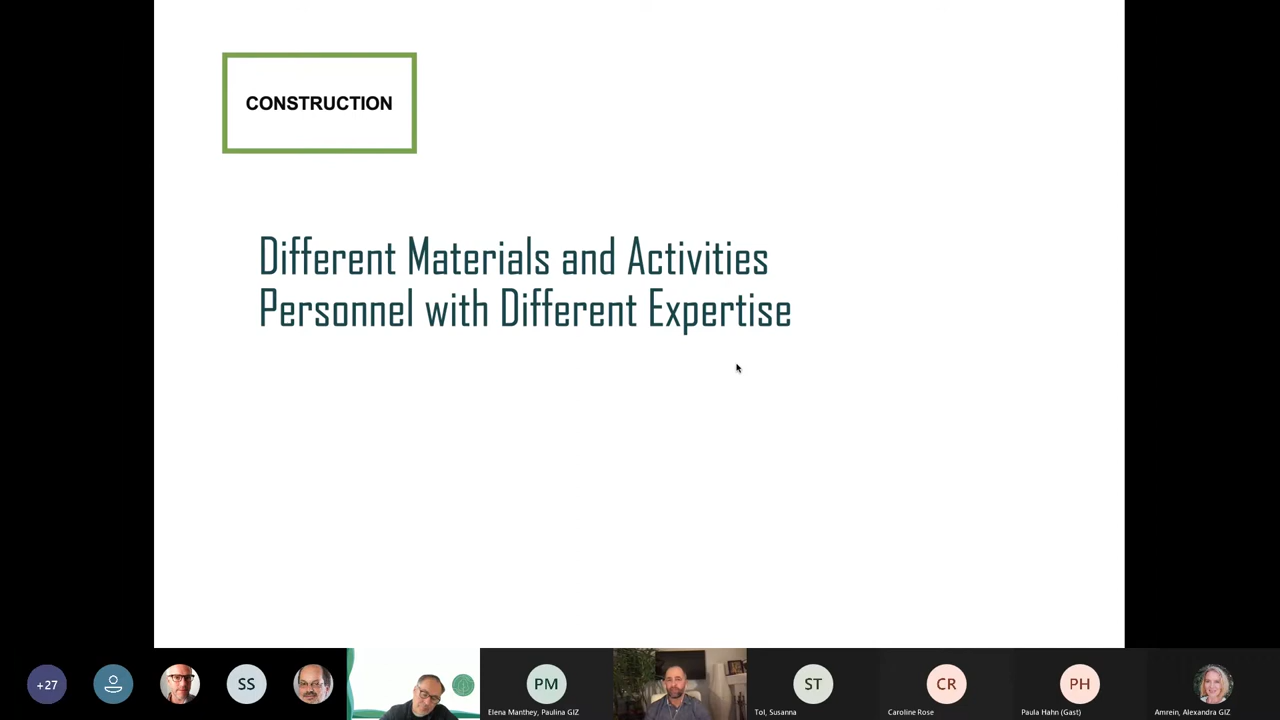 CONSTRUCTION
Different Materials and Activities
Personnel with Different Expertise
+27
SS
PM
Elena Manthey, Paulina GIZ
ST
Tol, Susanna
CR
Caroline Rose
PH
Paula Hahn (Gast)
Amrein, Alexandra GIZ